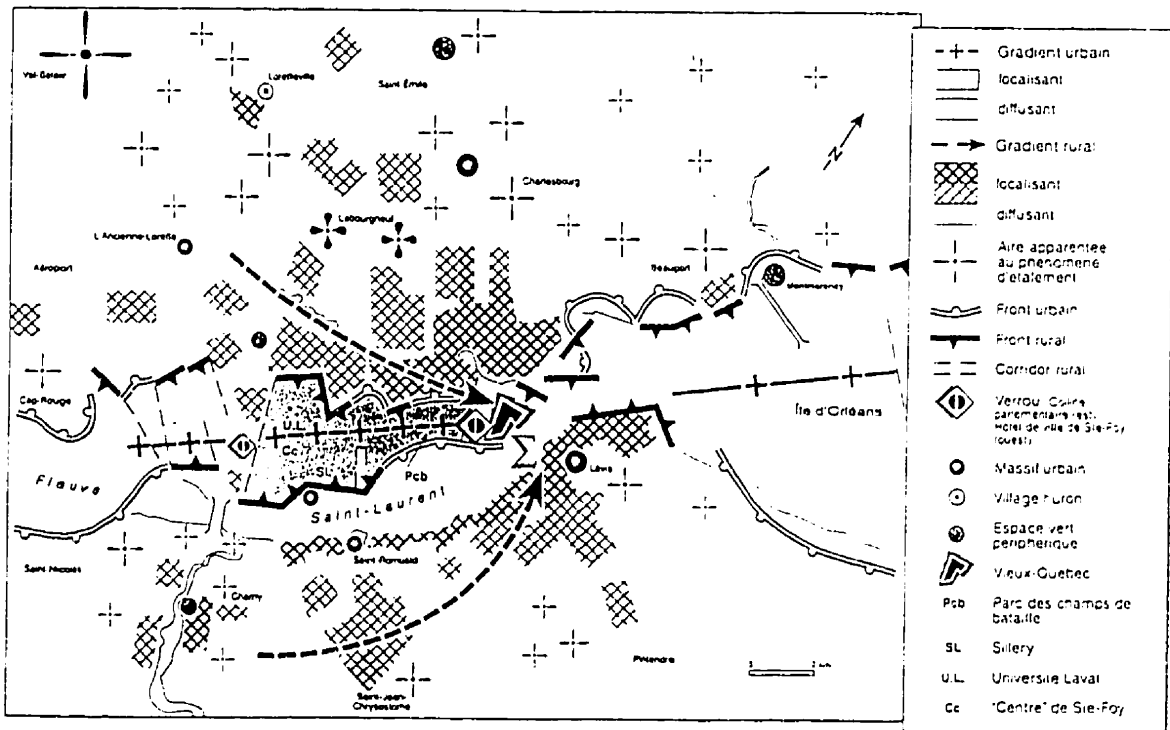 Val-Bélair
Loretteville
Saint-Émile
N
Charlesbourg
Lebourgneuf
L'Ancienne-Lorette
Aéroport
Beauport
Montmorency
Cap-Rouge
Île d'Orléans
U.L.
Cc
SL
Pcb
Lévis
Fleuve
Saint-Laurent
Saint-Romuald
Saint-Nicolas
Charny
Pintendre
Saint-Jean-
Chrysostome
Gradient urbain
localisant
diffusant
Gradient rural
localisant
diffusant
Aire apparentée
au phénomène
d'étalement
Front urbain
Front rural
Corridor rural
Verrou (Colline
parlementaire (est),
Hôtel de ville de Ste-Foy
(ouest)
Massif urbain
Village huron
Espace vert
périphérique
Vieux-Québec
Pcb Parc des champs de
bataille
SL Sillery
U.L. Université Laval
Cc "Centre" de Ste-Foy